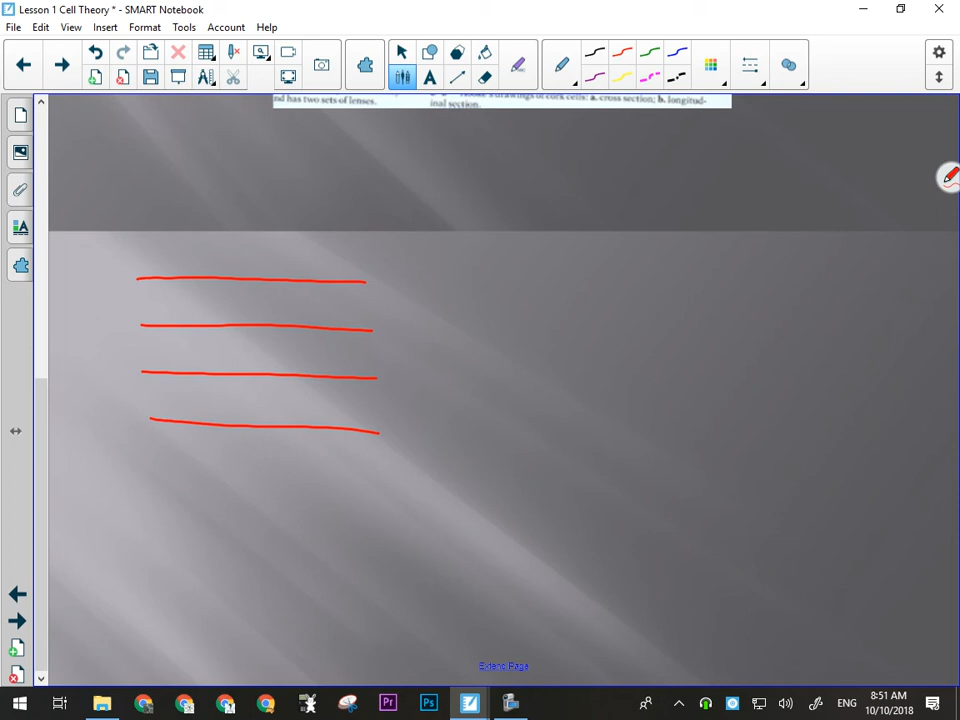 Lesson 1 Cell Theory * - SMART Notebook
File Edit View Insert Format Tools Account Help
nd has two sets of lenses.
drawings of cork cells: a. cross section; b. longitud-
inal section.
Extend Page
Pr Ps
ENG
8:51 AM
10/10/2018